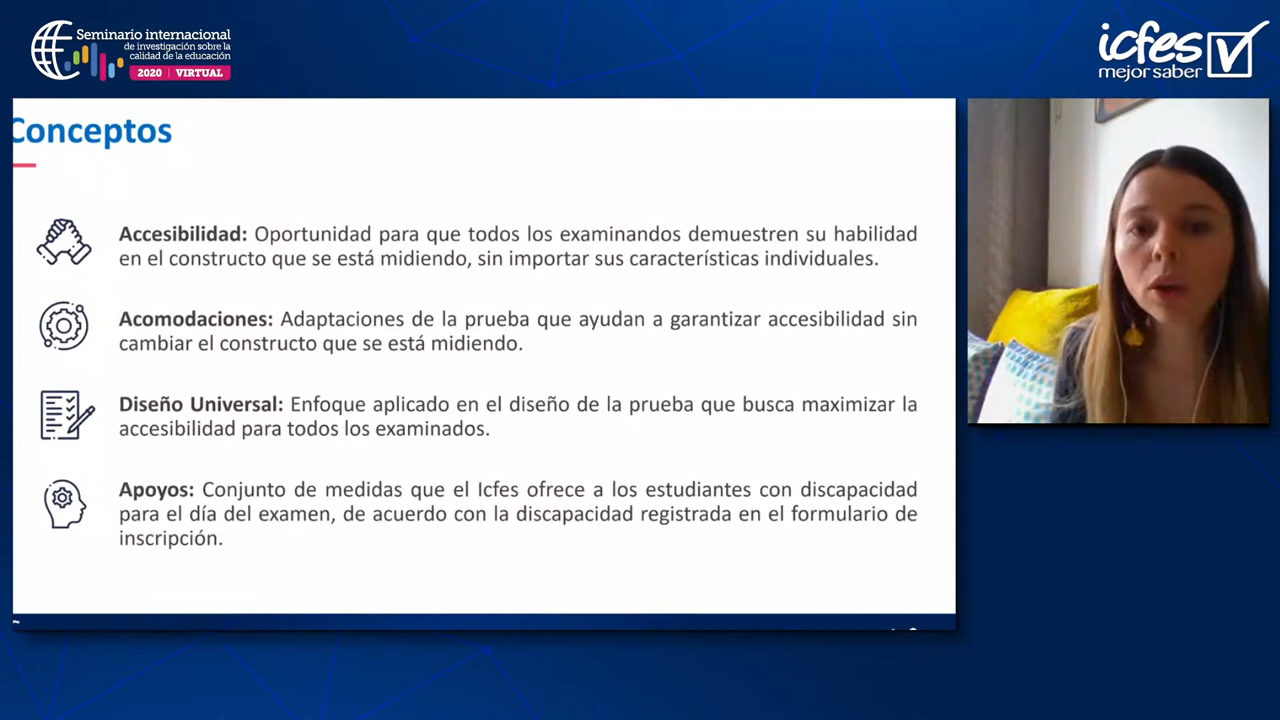 Seminario internacional
de investigación sobre la
calidad de la educación
2020 | VIRTUAL
icfes
mejor saber
Conceptos
Accesibilidad: Oportunidad para que todos los examinandos demuestren su habilidad
en el constructo que se está midiendo, sin importar sus características individuales.
Acomodaciones: Adaptaciones de la prueba que ayudan a garantizar accesibilidad sin
cambiar el constructo que se está midiendo.
Diseño Universal: Enfoque aplicado en el diseño de la prueba que busca maximizar la
accesibilidad para todos los examinados.
Apoyos: Conjunto de medidas que el Icfes ofrece a los estudiantes con discapacidad
para el día del examen, de acuerdo con la discapacidad registrada en el formulario de
inscripción.